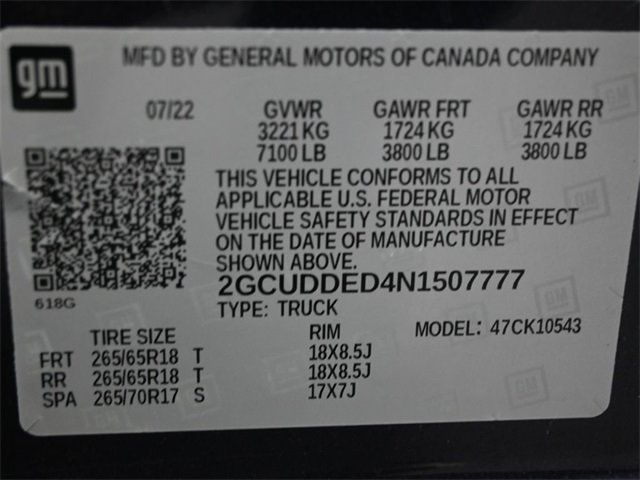 gm
MFD BY GENERAL MOTORS OF CANADA COMPANY
07/22 GVWR GAWR FRT GAWR RR
3221 KG 1724 KG 1724 KG
7100 LB 3800 LB 3800 LB
THIS VEHICLE CONFORMS TO ALL
APPLICABLE U.S. FEDERAL MOTOR
VEHICLE SAFETY STANDARDS IN EFFECT
ON THE DATE OF MANUFACTURE
SHOWN ABOVE.
2GCUDDED4N1507777
618G
TYPE: TRUCK
TIRE SIZE RIM MODEL: 47CK10543
FRT 265/65R18 T 18X8.5J
RR 265/65R18 T 18X8.5J
SPA 265/70R17 S 17X7J